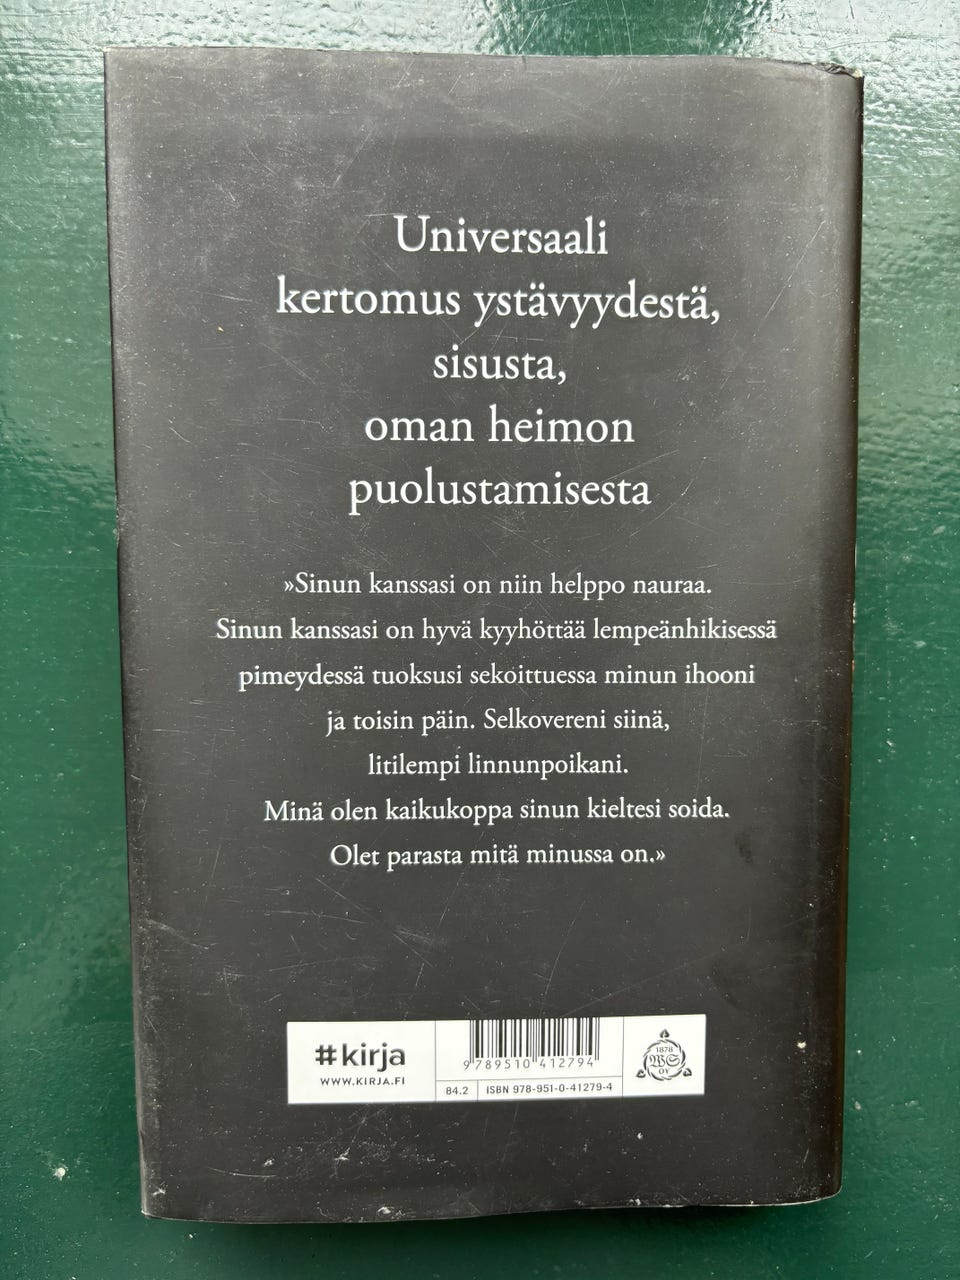 Universaali
kertomus ystävyydestä,
sisusta,
oman heimon
puolustamisesta
»Sinun kanssasi on niin helppo nauraa.
Sinun kanssasi on hyvä kyyhöttää lempeänhikisessä
pimeydessä tuoksusi sekoittuessa minun ihooni
ja toisin päin. Selkovereni siinä,
litilempi linnunpoikani.
Minä olen kaikukoppa sinun kieltesi soida.
Olet parasta mitä minussa on.»
#kirja
WWW.KIRJA.FI
9 789510 412794
84.2
ISBN 978-951-0-41279-4
1878
WS
OY